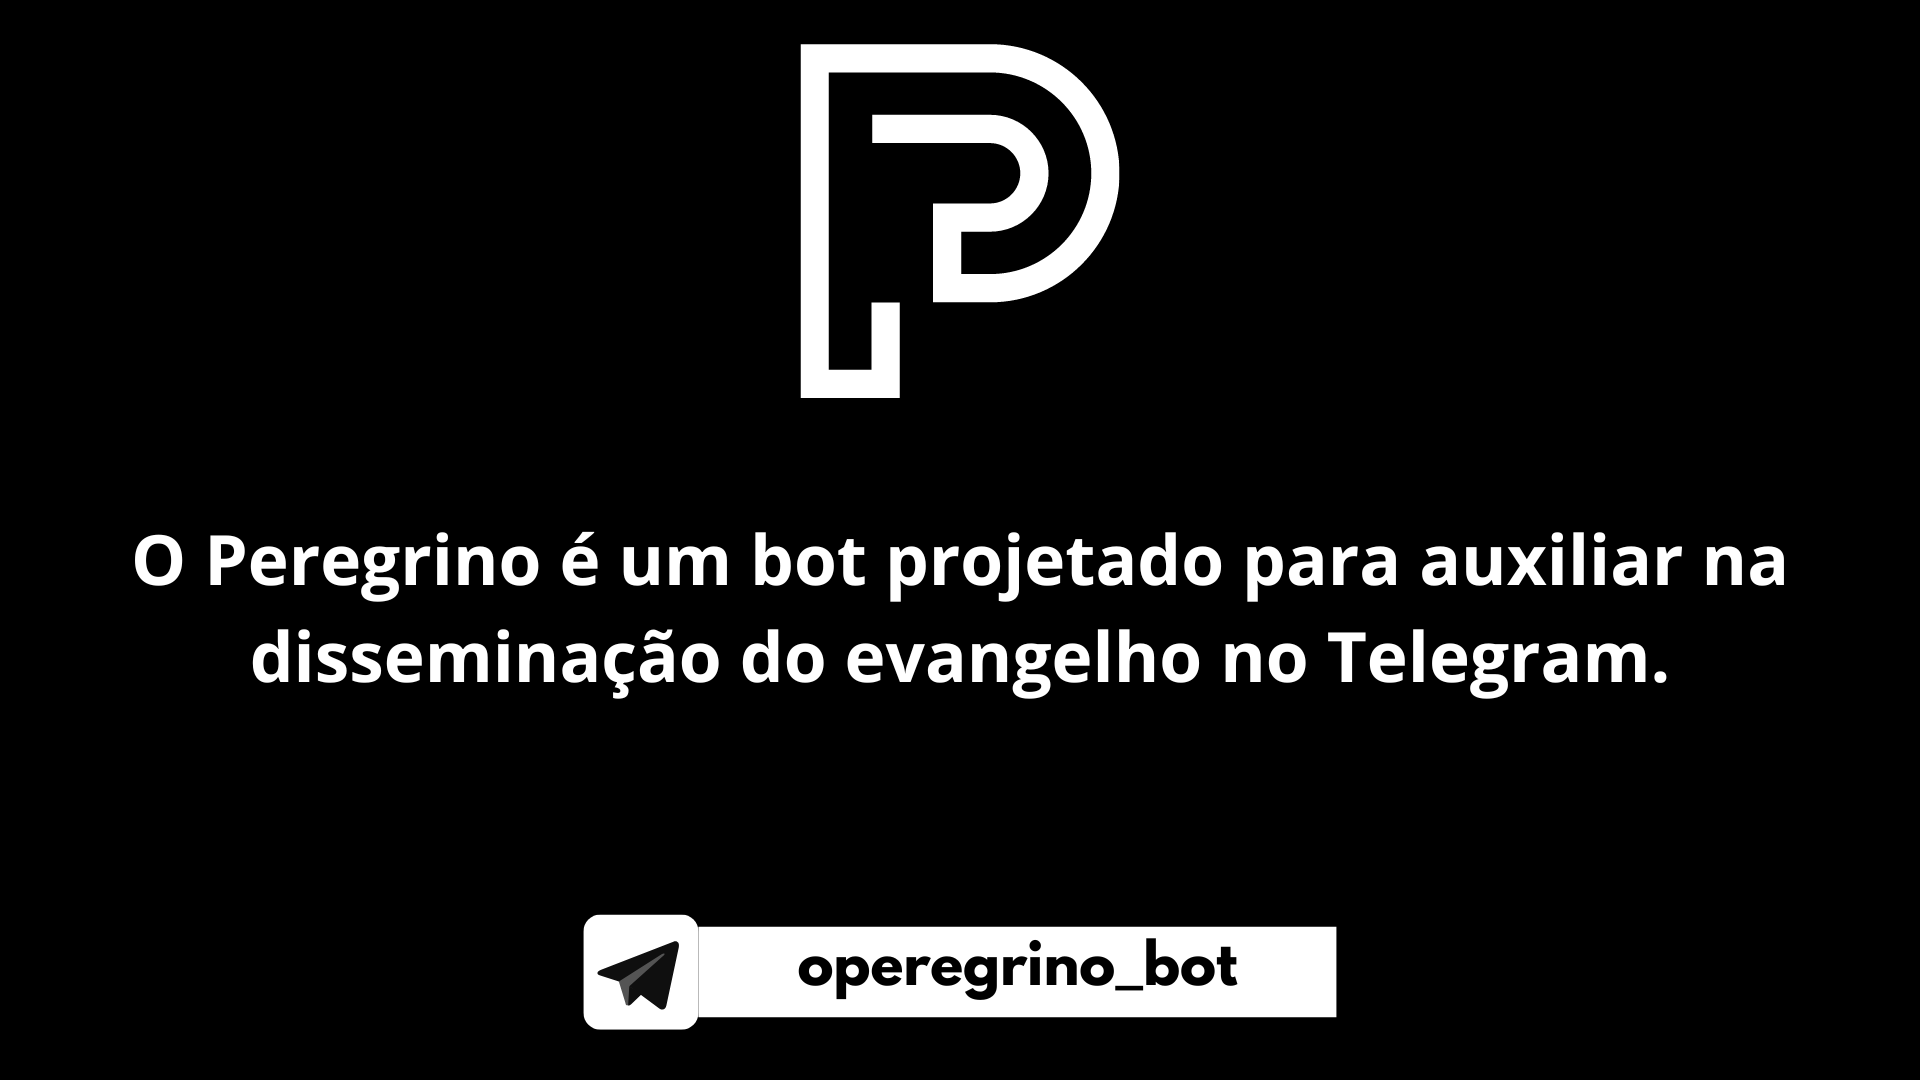 P
O Peregrino é um bot projetado para auxiliar na
disseminação do evangelho no Telegram.
operegrino_bot